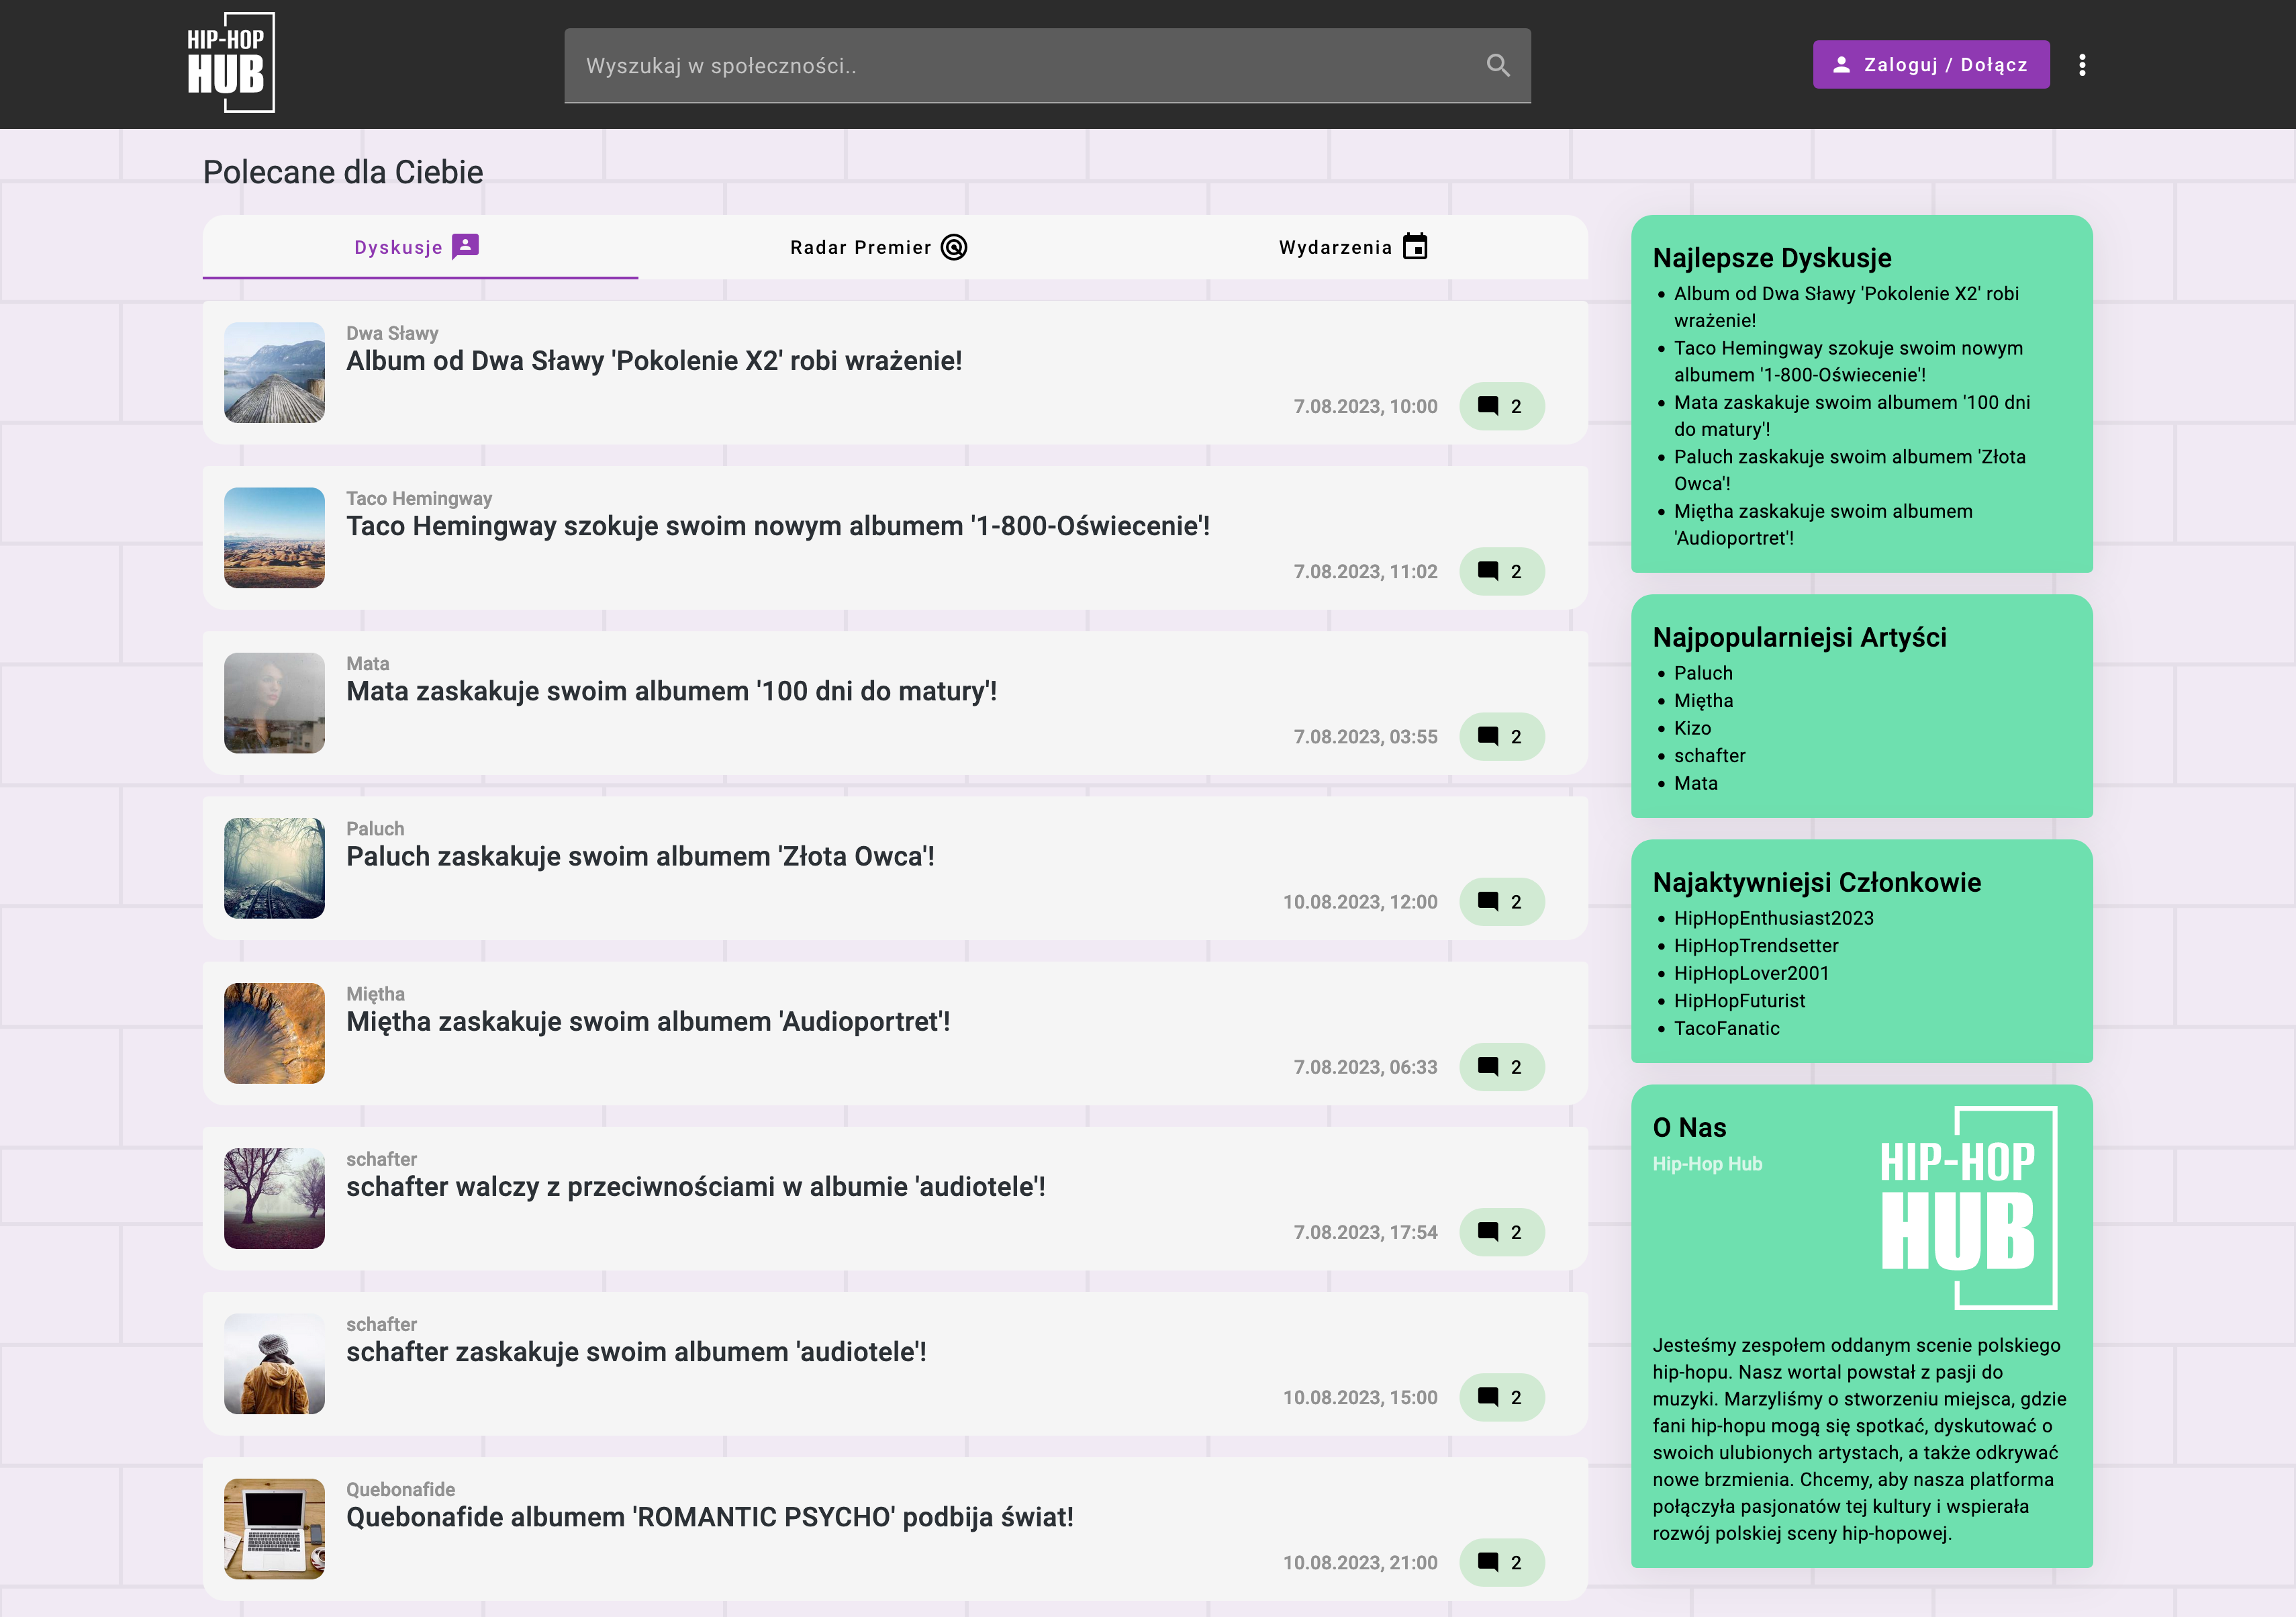 HIP-HOP
HUB
Wyszukaj w społeczności..
Zaloguj / Dołącz
Polecane dla Ciebie
Dyskusje
Radar Premier
Wydarzenia
Dwa Sławy
Album od Dwa Sławy 'Pokolenie X2' robi wrażenie!
7.08.2023, 10:00
2
Taco Hemingway
Taco Hemingway szokuje swoim nowym albumem '1-800-Oświecenie'!
7.08.2023, 11:02
2
Mata
Mata zaskakuje swoim albumem '100 dni do matury'!
7.08.2023, 03:55
2
Paluch
Paluch zaskakuje swoim albumem 'Złota Owca'!
10.08.2023, 12:00
2
Miętha
Miętha zaskakuje swoim albumem 'Audioportret'!
7.08.2023, 06:33
2
schafter
schafter walczy z przeciwnościami w albumie 'audiotele'!
7.08.2023, 17:54
2
schafter
schafter zaskakuje swoim albumem 'audiotele'!
10.08.2023, 15:00
2
Quebonafide
Quebonafide albumem 'ROMANTIC PSYCHO' podbija świat!
10.08.2023, 21:00
2
Najlepsze Dyskusje
Album od Dwa Sławy 'Pokolenie X2' robi
wrażenie!
Taco Hemingway szokuje swoim nowym
albumem '1-800-Oświecenie'!
Mata zaskakuje swoim albumem '100 dni
do matury'!
Paluch zaskakuje swoim albumem 'Złota
Owca'!
Miętha zaskakuje swoim albumem
'Audioportret'!
Najpopularniejsi Artyści
Paluch
Miętha
Kizo
schafter
Mata
Najaktywniejsi Członkowie
HipHopEnthusiast2023
HipHopTrendsetter
HipHopLover2001
HipHopFuturist
TacoFanatic
O Nas
Hip-Hop Hub
HIP-HOP
HUB
Jesteśmy zespołem oddanym scenie polskiego
hip-hopu. Nasz wortal powstał z pasji do
muzyki. Marzyliśmy o stworzeniu miejsca, gdzie
fani hip-hopu mogą się spotkać, dyskutować o
swoich ulubionych artystach, a także odkrywać
nowe brzmienia. Chcemy, aby nasza platforma
połączyła pasjonatów tej kultury i wspierała
rozwój polskiej sceny hip-hopowej.